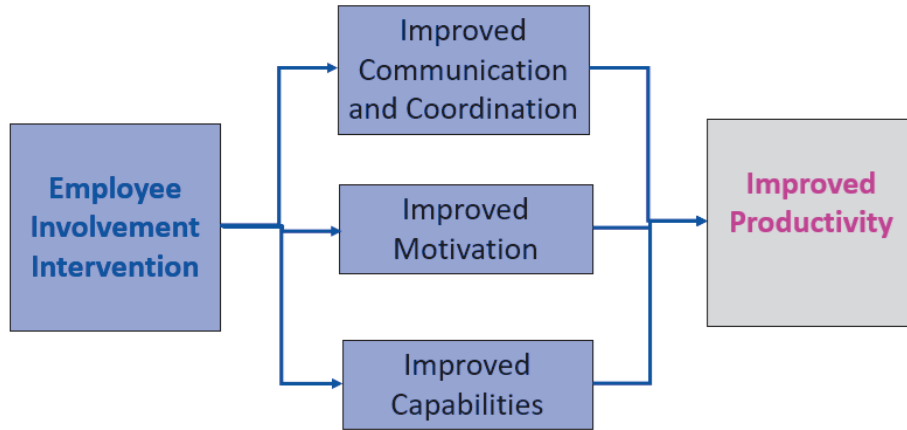 Employee
Involvement
Intervention
Improved
Communication
and Coordination
Improved
Motivation
Improved
Capabilities
Improved
Productivity